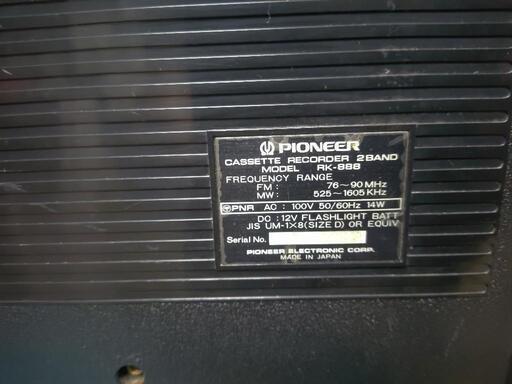 PIONEER
CASSETTE RECORDER 2BAND
MODEL RK-888
FREQUENCY RANGE
FM: 76~90MHz
MW: 525~1605KHz
PNR AC: 100V 50/60Hz 14W
DC: 12V FLASHLIGHT BATT
JIS UM-1×8(SIZE D) OR EQUIV
Serial No.
PIONEER ELECTRONIC CORP.
MADE IN JAPAN